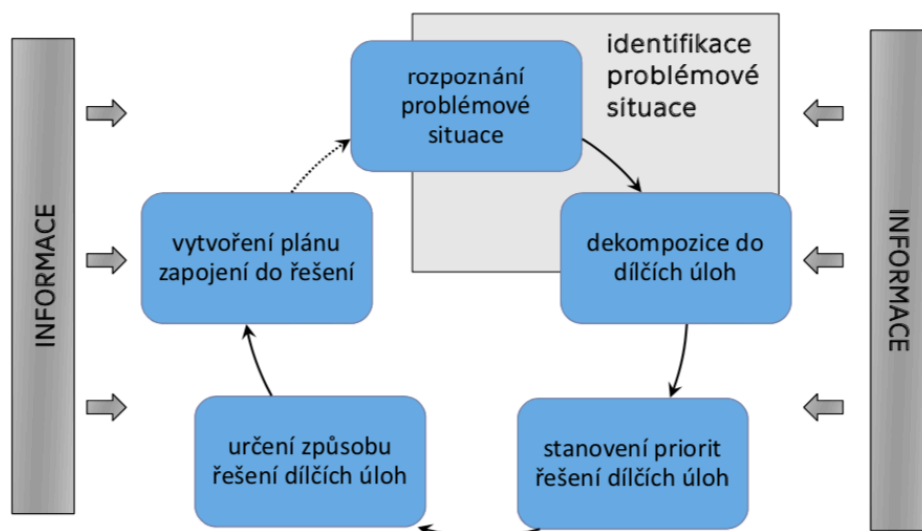 identifikace
problémové
situace
rozpoznání
problémové
situace
dekompozice do
dílčích úloh
stanovení priorit
řešení dílčích úloh
určení způsobu
řešení dílčích úloh
vytvoření plánu
zapojení do řešení
INFORMACE
INFORMACE